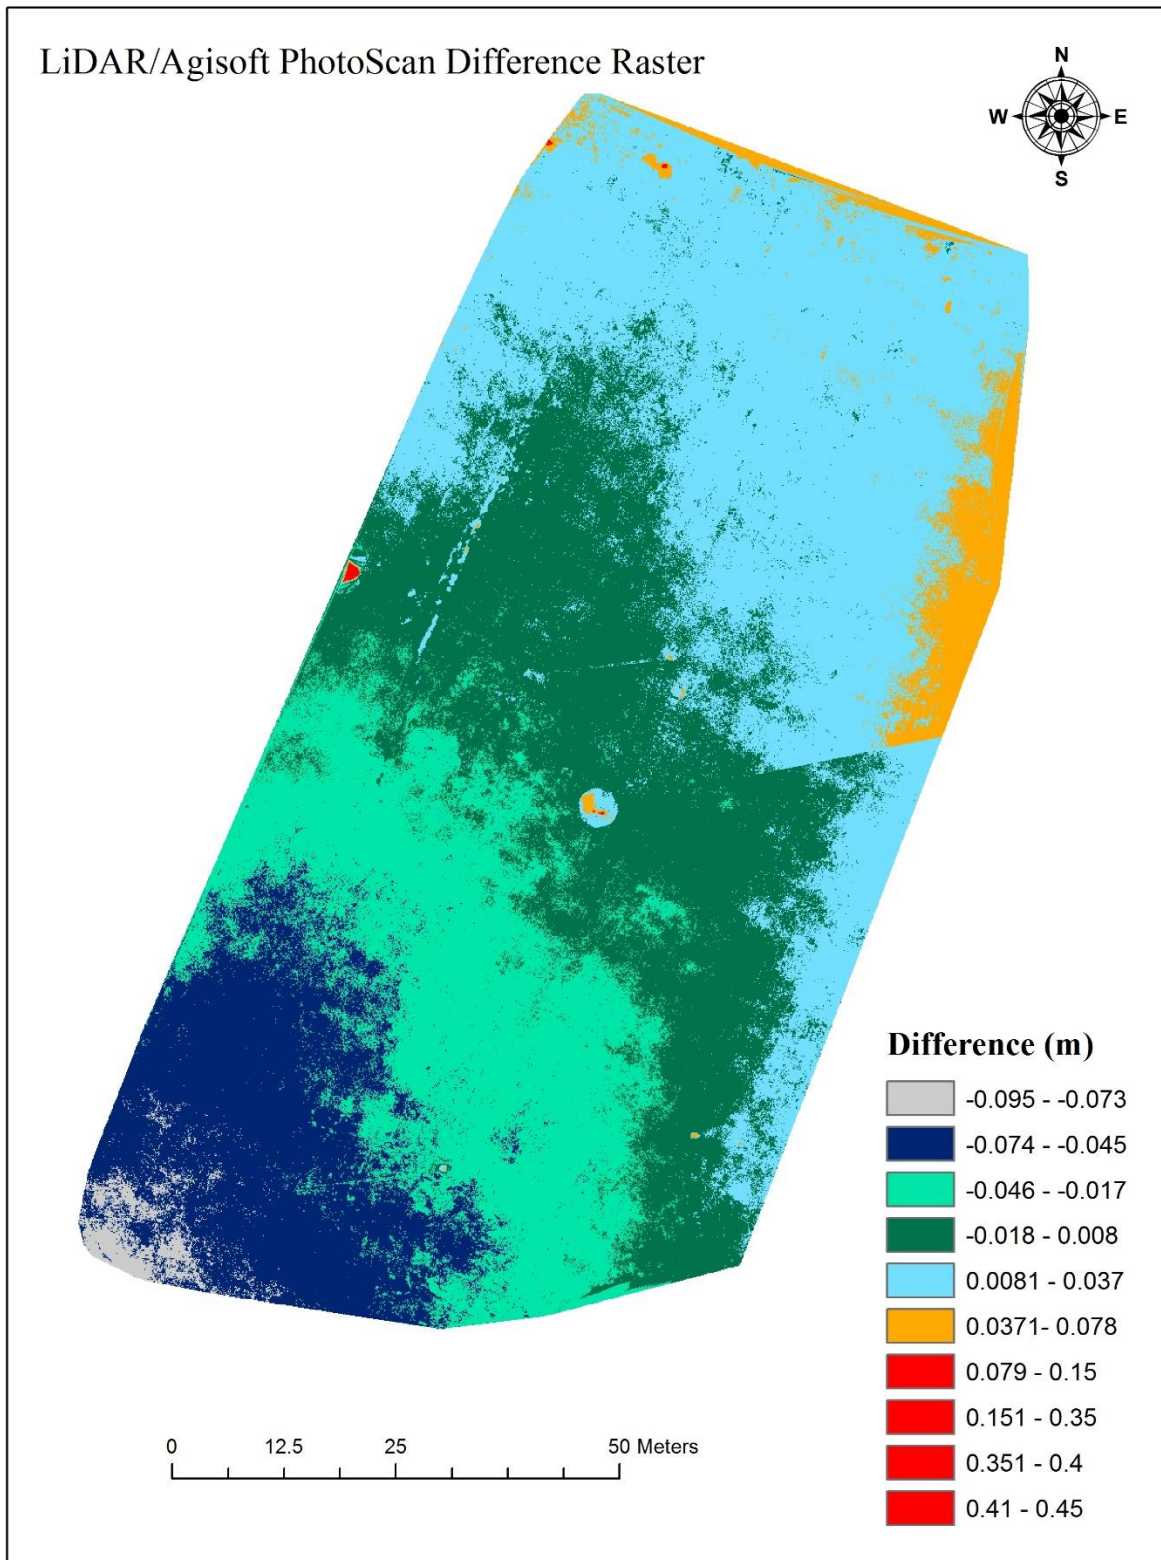 LiDAR/Agisoft PhotoScan Difference Raster
N
W E
S
Difference (m)
-0.095 - -0.073
-0.074 - -0.045
-0.046 - -0.017
-0.018 - 0.008
0.0081 - 0.037
0.0371- 0.078
0.079 - 0.15
0.151 - 0.35
0.351 - 0.4
0.41 - 0.45
0 12.5 25 50 Meters